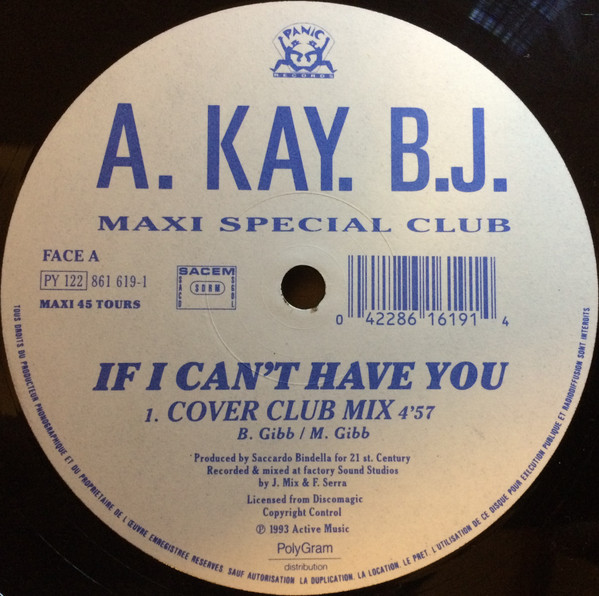 PANIC
RECORDS
A. KAY. B.J.
MAXI SPECIAL CLUB
FACE A
PY 122 861 619-1
MAXI 45 TOURS
SACEM
SACD SDRM SGDL
0 42286 16191 4
IF I CAN'T HAVE YOU
1. COVER CLUB MIX 4'57
B. Gibb / M. Gibb
Produced by Saccardo Bindella for 21 st. Century
Recorded & mixed at factory Sound Studios
by J. Mix & F. Serra
Licensed from Discomagic
Copyright Control
℗ 1993 Active Music
PolyGram
distribution
TOUS DROITS DU PRODUCTEUR PHONOGRAPHIQUE ET DU PROPRIETAIRE DE L'ŒUVRE ENREGISTREE RESERVES. SAUF AUTORISATION LA DUPLICATION. LA LOCATION. LE PRET. L'UTILISATION DE CE DISQUE POUR EXECUTION PUBLIQUE ET RADIODIFFUSION SONT INTERDITS